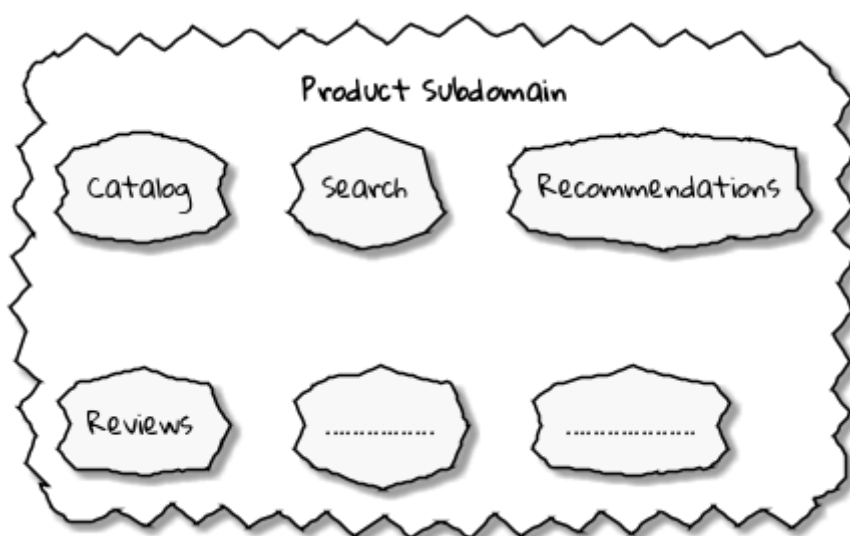 Product Subdomain
Catalog
Search
Recommendations
Reviews
...............
...................